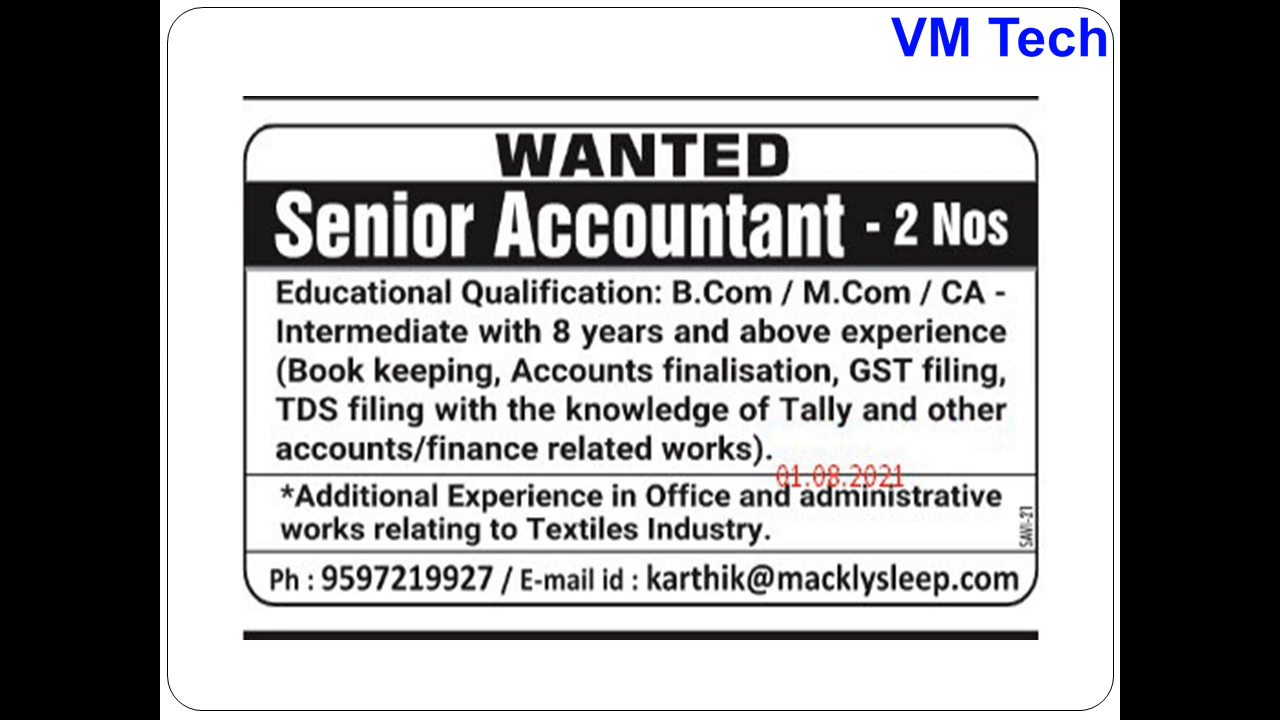 VM Tech
WANTED
Senior Accountant - 2 Nos
Educational Qualification: B.Com / M.Com / CA -
Intermediate with 8 years and above experience
(Book keeping, Accounts finalisation, GST filing,
TDS filing with the knowledge of Tally and other
accounts/finance related works).
01.08.2021
*Additional Experience in Office and administrative
works relating to Textiles Industry.
SAVI-21
Ph : 9597219927 / E-mail id : karthik@macklysleep.com